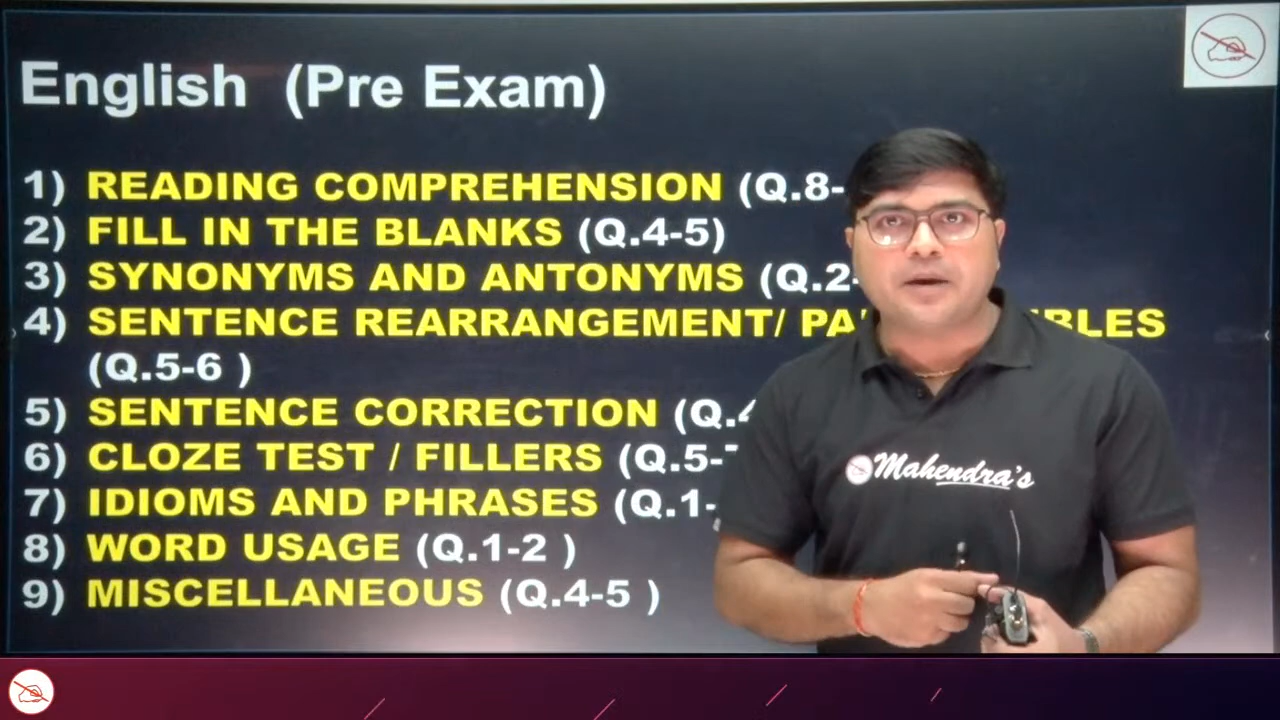 English (Pre Exam)
1) READING COMPREHENSION (Q.8-
2) FILL IN THE BLANKS (Q.4-5)
3) SYNONYMS AND ANTONYMS (Q.2-
4) SENTENCE REARRANGEMENT/
(Q.5-6 )
5) SENTENCE CORRECTION (Q.4
6) CLOZE TEST / FILLERS (Q.5-7
7) IDIOMS AND PHRASES (Q.1-
8) WORD USAGE (Q.1-2 )
9) MISCELLANEOUS (Q.4-5 )
Mahendra's